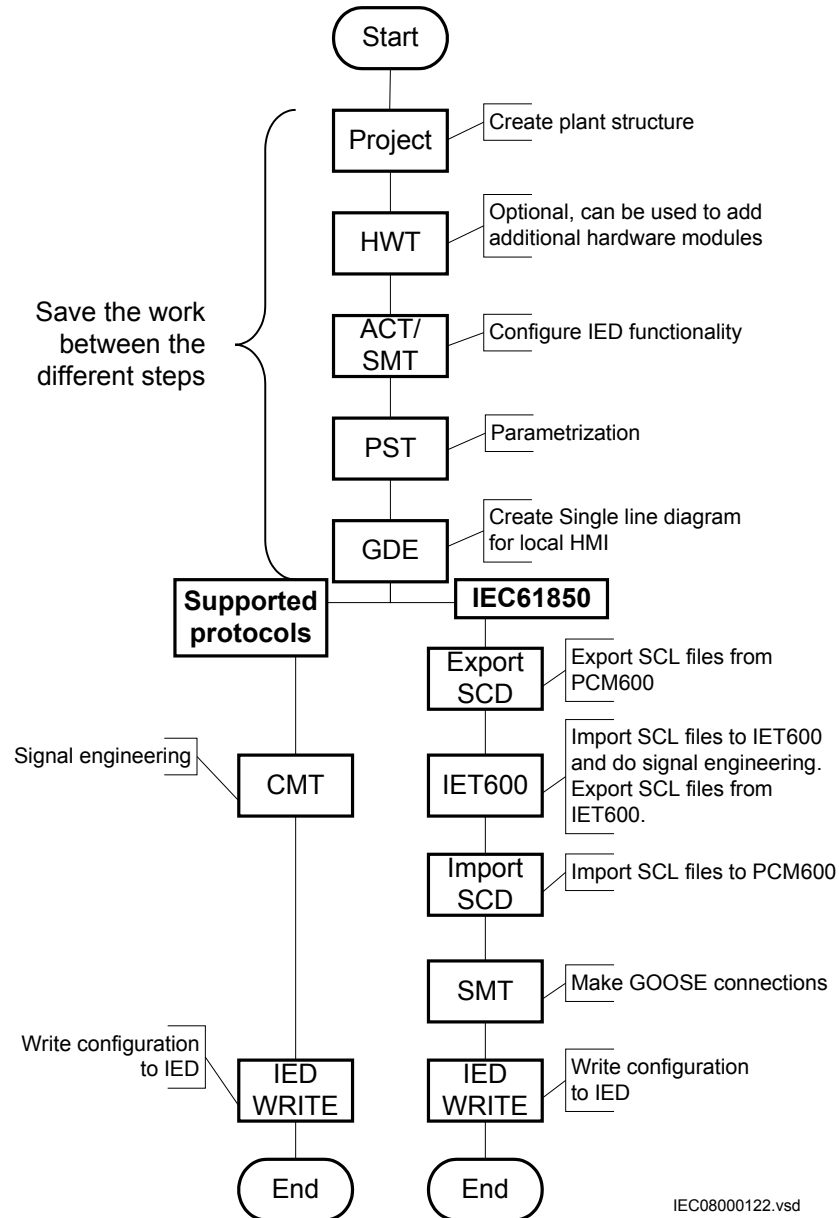 Start
Project
Create plant structure
HWT
Optional, can be used to add
additional hardware modules
Save the work
between the
different steps
ACT/
SMT
Configure IED functionality
PST
Parametrization
GDE
Create Single line diagram
for local HMI
Supported
protocols
IEC61850
Export
SCD
Export SCL files from
PCM600
Signal engineering
CMT
IET600
Import SCL files to IET600
and do signal engineering.
Export SCL files from
IET600.
Import
SCD
Import SCL files to PCM600
SMT
Make GOOSE connections
Write configuration
to IED
IED
WRITE
IED
WRITE
Write configuration
to IED
End
End
IEC08000122.vsd